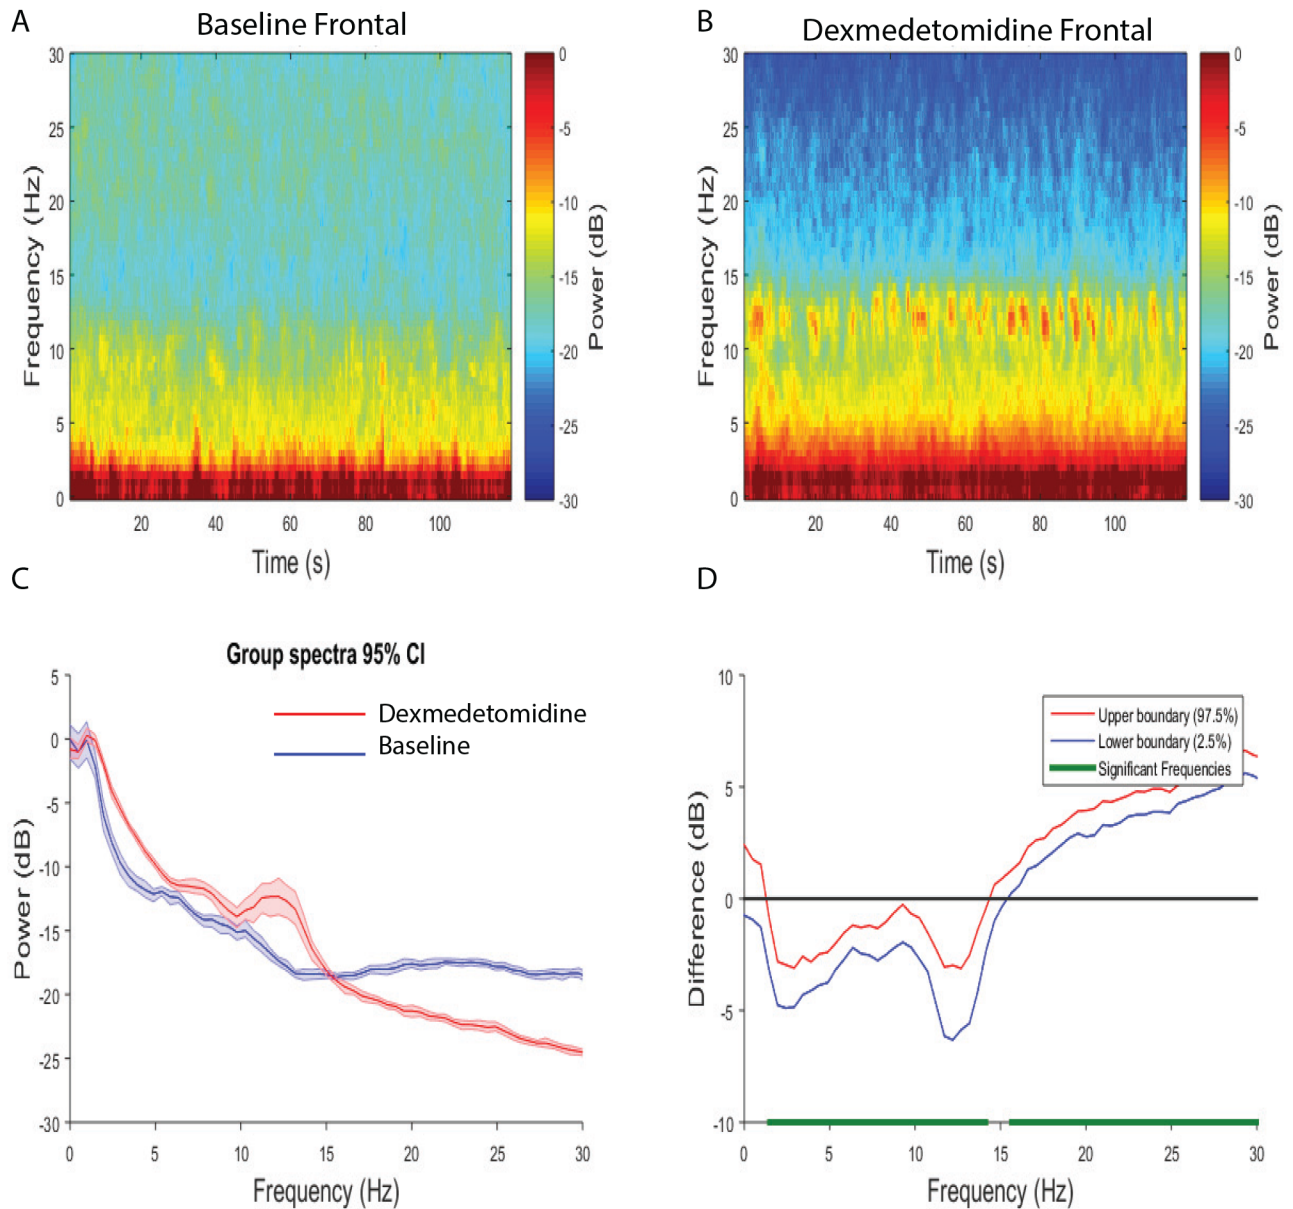 A
Baseline Frontal
30
25
20
15
10
5
0
Frequency (Hz)
20
40
60
80
100
Time (s)
0
-5
-10
-15
-20
-25
-30
Power (dB)
B
Dexmedetomidine Frontal
30
25
20
15
10
5
0
Frequency (Hz)
20
40
60
80
100
Time (s)
0
-5
-10
-15
-20
-25
-30
Power (dB)
C
Group spectra 95% CI
Dexmedetomidine
Baseline
5
0
-5
-10
-15
-20
-25
-30
Power (dB)
0
5
10
15
20
25
30
Frequency (Hz)
D
Upper boundary (97.5%)
Lower boundary (2.5%)
Significant Frequencies
10
5
0
-5
-10
Difference (dB)
0
5
10
15
20
25
30
Frequency (Hz)